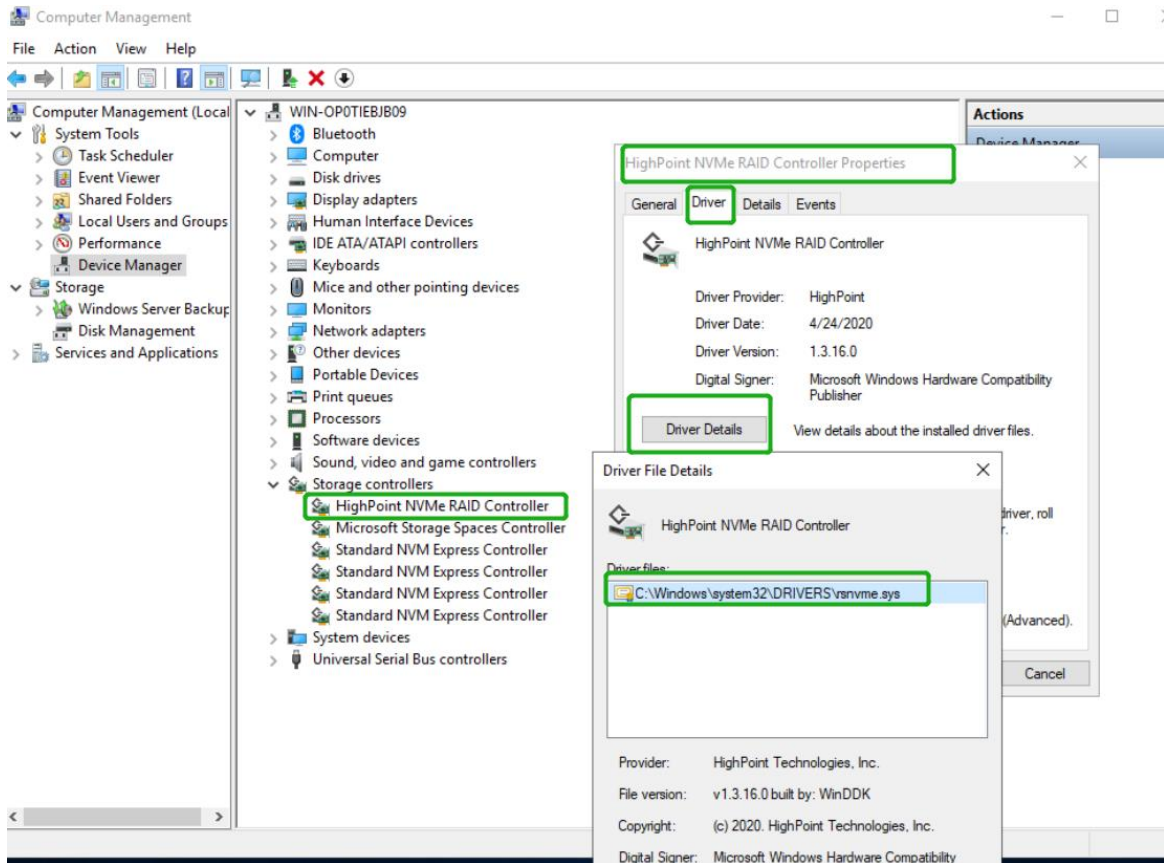 Computer Management
File Action View Help
Computer Management (Local
System Tools
Task Scheduler
Event Viewer
Shared Folders
Local Users and Groups
Performance
Device Manager
Storage
Windows Server Backup
Disk Management
Services and Applications
WIN-OP0TIEBJB09
Bluetooth
Computer
Disk drives
Display adapters
Human Interface Devices
IDE ATA/ATAPI controllers
Keyboards
Mice and other pointing devices
Monitors
Network adapters
Other devices
Portable Devices
Print queues
Processors
Software devices
Sound, video and game controllers
Storage controllers
HighPoint NVMe RAID Controller
Microsoft Storage Spaces Controller
Standard NVM Express Controller
Standard NVM Express Controller
Standard NVM Express Controller
Standard NVM Express Controller
System devices
Universal Serial Bus controllers
Actions
Device Manager
HighPoint NVMe RAID Controller Properties
General Driver Details Events
HighPoint NVMe RAID Controller
Driver Provider: HighPoint
Driver Date: 4/24/2020
Driver Version: 1.3.16.0
Digital Signer: Microsoft Windows Hardware Compatibility
Publisher
Driver Details View details about the installed driver files.
driver, roll
r.
(Advanced).
Cancel
Driver File Details
HighPoint NVMe RAID Controller
Driver files:
C:\Windows\system32\DRIVERS\rsnvme.sys
Provider: HighPoint Technologies, Inc.
File version: v1.3.16.0 built by: WinDDK
Copyright: (c) 2020. HighPoint Technologies, Inc.
Digital Signer: Microsoft Windows Hardware Compatibility